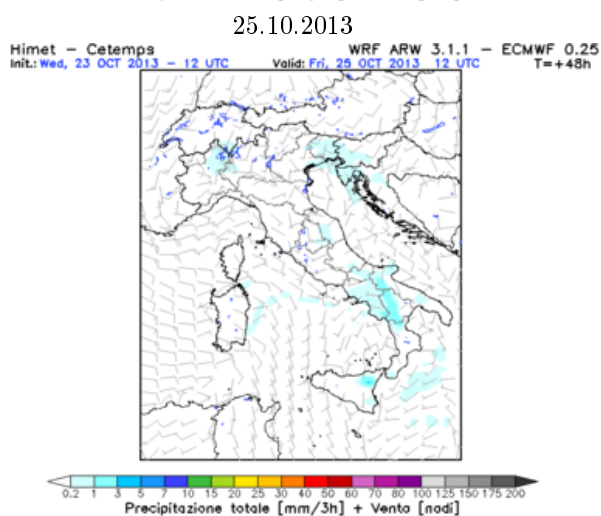 25.10.2013
Himet - Cetemps WRF ARW 3.1.1 - ECMWF 0.25
Init.: Wed, 23 OCT 2013 - 12 UTC Valid: Fri, 25 OCT 2013 12 UTC T=+48h
0.2 1 3 5 7 10 15 20 25 30 40 50 60 70 80 100 125 150 175 200
Precipitazione totale [mm/3h] + Vento [nodi]